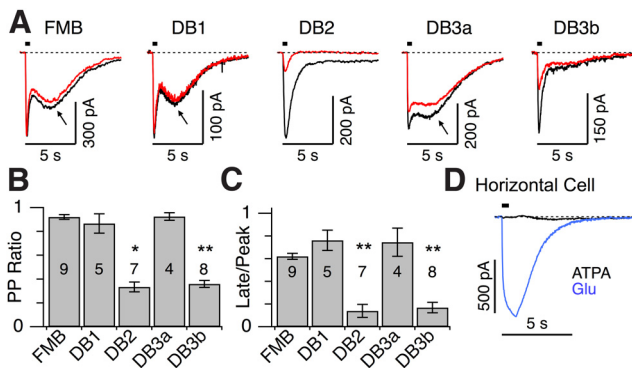 A
FMB
DB1
DB2
DB3a
DB3b
300 pA
100 pA
200 pA
200 pA
150 pA
5 s
5 s
5 s
5 s
5 s
B
PP Ratio
1
0
9
5
*
7
4
**
8
FMB
DB1
DB2
DB3a
DB3b
C
Late/Peak
1
0
9
5
**
7
4
**
8
FMB
DB1
DB2
DB3a
DB3b
D
Horizontal Cell
500 pA
ATPA
Glu
5 s